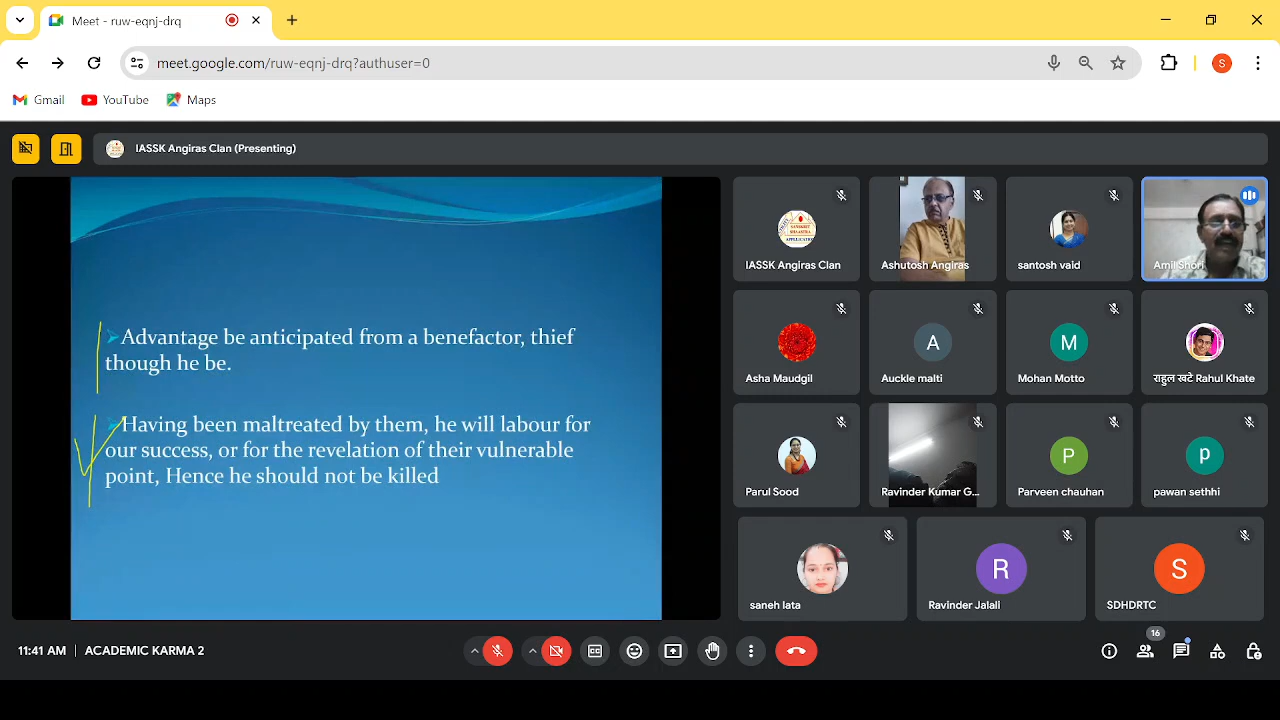 Meet - ruw-eqnj-drq
meet.google.com/ruw-eqnj-drq?authuser=0
S
Gmail
YouTube
Maps
IASSK Angiras Clan (Presenting)
Advantage be anticipated from a benefactor, thief
though he be.
Having been maltreated by them, he will labour for
our success, or for the revelation of their vulnerable
point, Hence he should not be killed
IASSK Angiras Clan
Ashutosh Angiras
santosh vaid
Amil Shori
Asha Maudgil
A
Auckle malti
M
Mohan Motto
राहुल खटे Rahul Khate
Parul Sood
Ravinder Kumar G...
P
Parveen chauhan
p
pawan sethhi
saneh lata
R
Ravinder Jalali
S
SDHDRTC
11:41 AM | ACADEMIC KARMA 2
16